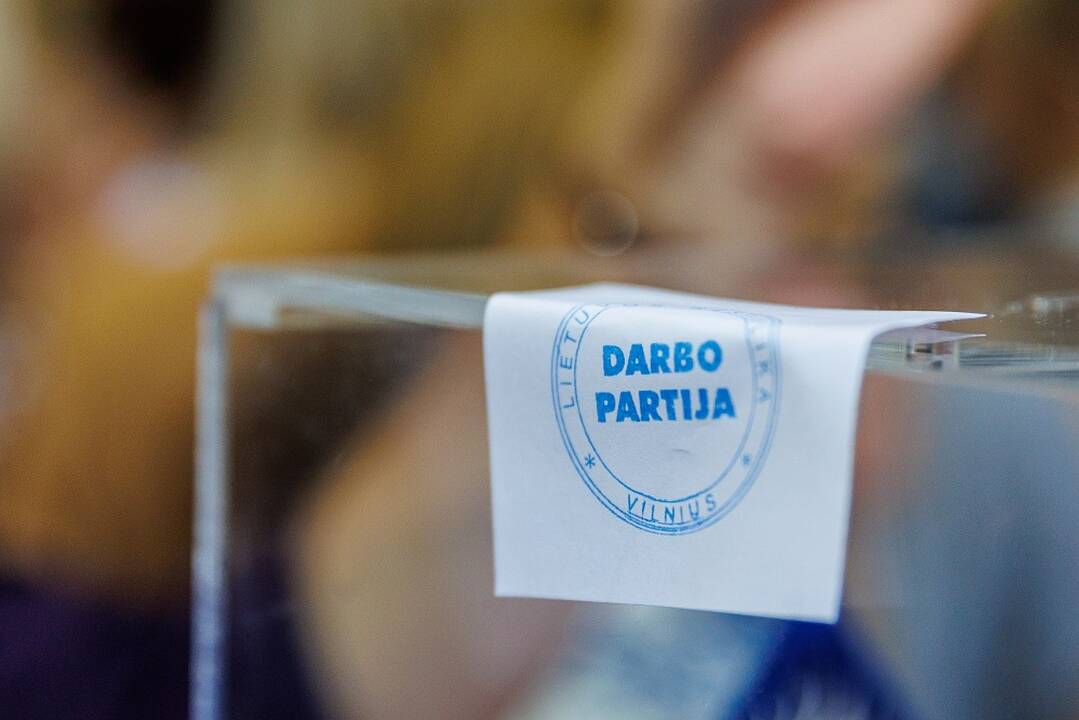 DARBO
PARTIJA
* VILNIUS *